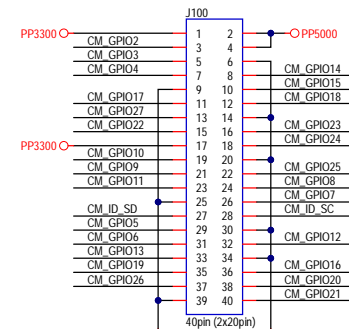 J100
PP3300 1 2 PP5000
CM_GPIO2 3 4
CM_GPIO3 5 6
CM_GPIO4 7 8 CM_GPIO14
9 10 CM_GPIO15
CM_GPIO17 11 12 CM_GPIO18
CM_GPIO27 13 14
CM_GPIO22 15 16 CM_GPIO23
PP3300 17 18 CM_GPIO24
CM_GPIO10 19 20
CM_GPIO9 21 22 CM_GPIO25
CM_GPIO11 23 24 CM_GPIO8
25 26 CM_GPIO7
CM_ID_SD 27 28 CM_ID_SC
CM_GPIO5 29 30
CM_GPIO6 31 32 CM_GPIO12
CM_GPIO13 33 34
CM_GPIO19 35 36 CM_GPIO16
CM_GPIO26 37 38 CM_GPIO20
39 40 CM_GPIO21
40pin (2x20pin)